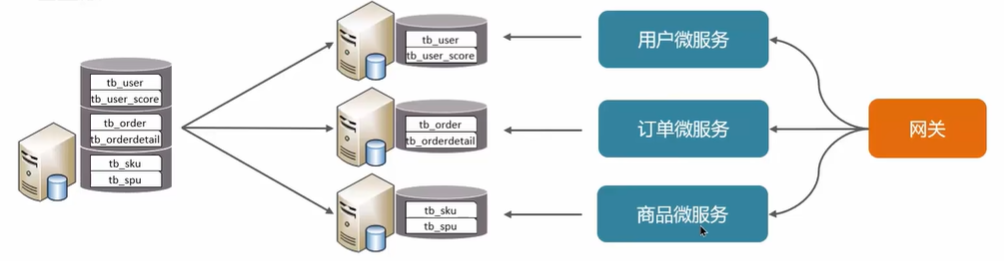 tb_user
tb_user_score
tb_order
tb_orderdetail
tb_sku
tb_spu
tb_user
tb_user_score
tb_order
tb_orderdetail
tb_sku
tb_spu
用户微服务
订单微服务
商品微服务
网关